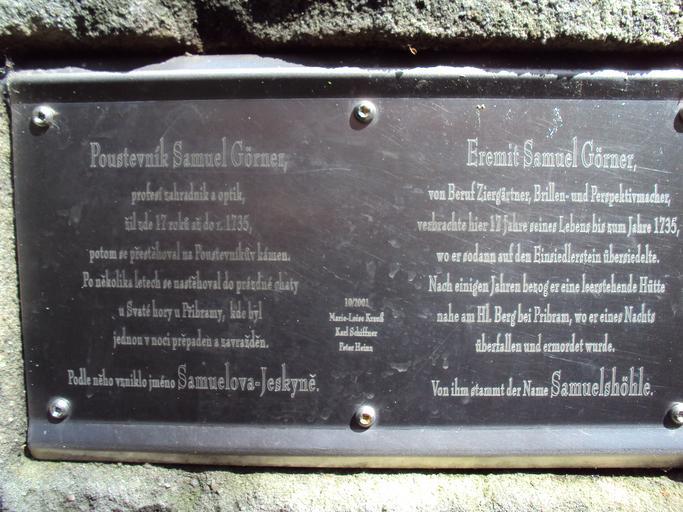 Poustevník Samuel Görner,
profesí zahradník a optik,
žil zde 17 roků až do r. 1735,
potom se přestěhoval na Poustevníkův kámen.
Po několika letech se nastěhoval do prázdné chaty
u Svaté hory u Příbramy, kde byl
jednou v noci přepaden a zavražděn.
Podle něho vzniklo jméno Samuelova-Jeskyně.
10/2001
Marie-Luise Krauß
Karl Schiffner
Peter Heinz
Eremit Samuel Görner,
von Beruf Ziergärtner, Brillen- und Perspektivmacher,
verbrachte hier 17 Jahre seines Lebens bis zum Jahre 1735,
wo er sodann auf den Einsiedlerstein übersiedelte.
Nach einigen Jahren bezog er eine leerstehende Hütte
nahe am Hl. Berg bei Pribram, wo er eines Nachts
überfallen und ermordet wurde.
Von ihm stammt der Name Samuelshöhle.